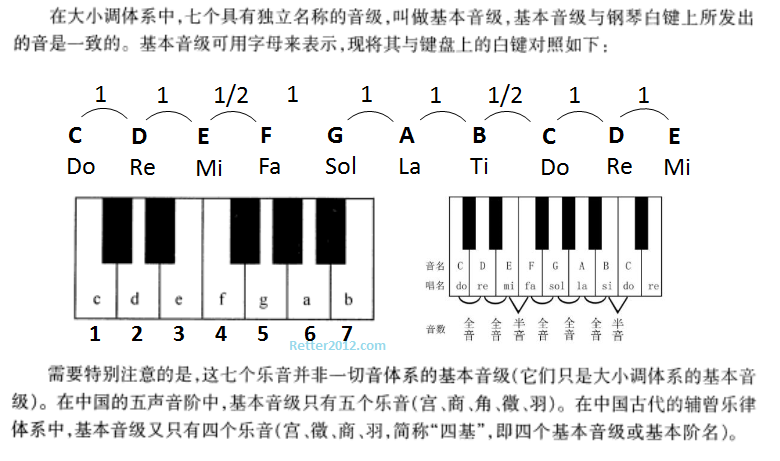 在大小调体系中,七个具有独立名称的音级,叫做基本音级,基本音级与钢琴白键上所发出
的音是一致的。基本音级可用字母来表示,现将其与键盘上的白键对照如下:
1 1 1/2 1 1 1 1/2 1 1
C D E F G A B C D E
Do Re Mi Fa Sol La Ti Do Re Mi
c d e f g a b
1 2 3 4 5 6 7
音名 C D E F G A B C
唱名 do re mi fa sol la si do re
音数 全音 全音 半音 全音 全音 全音 半音
Retter2012.com
需要特别注意的是,这七个乐音并非一切音体系的基本音级(它们只是大小调体系的基本音
级)。在中国的五声音阶中,基本音级只有五个乐音(宫、商、角、徵、羽)。在中国古代的辅曾乐律
体系中,基本音级又只有四个乐音(宫、徵、商、羽,简称“四基”,即四个基本音级或基本阶名)。